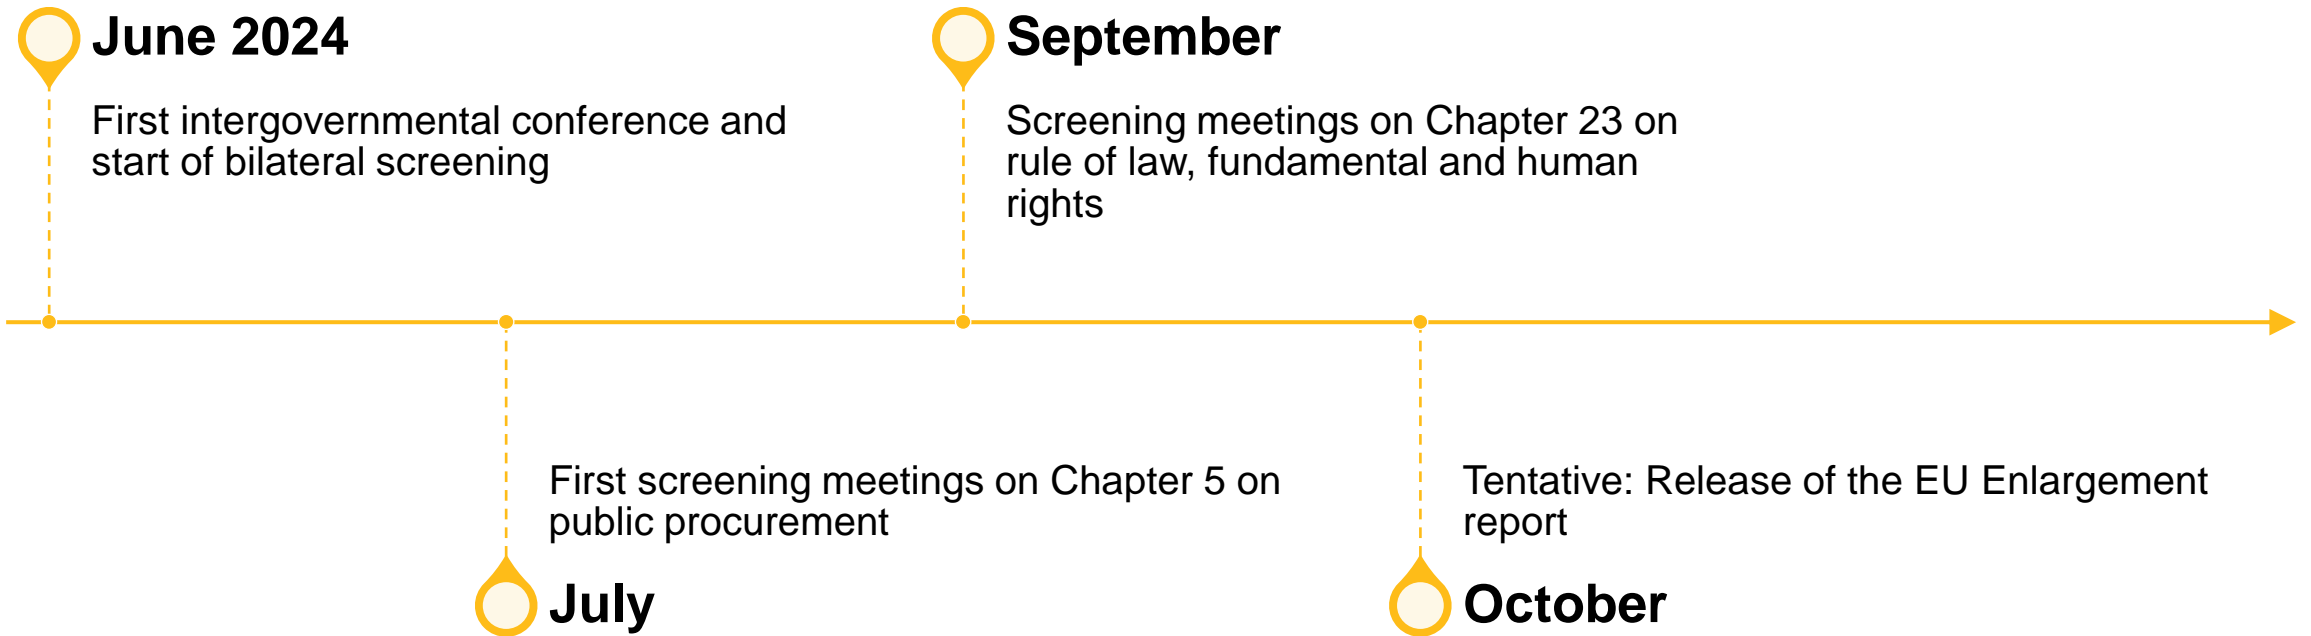 June 2024
First intergovernmental conference and
start of bilateral screening
September
Screening meetings on Chapter 23 on
rule of law, fundamental and human
rights
First screening meetings on Chapter 5 on
public procurement
July
Tentative: Release of the EU Enlargement
report
October